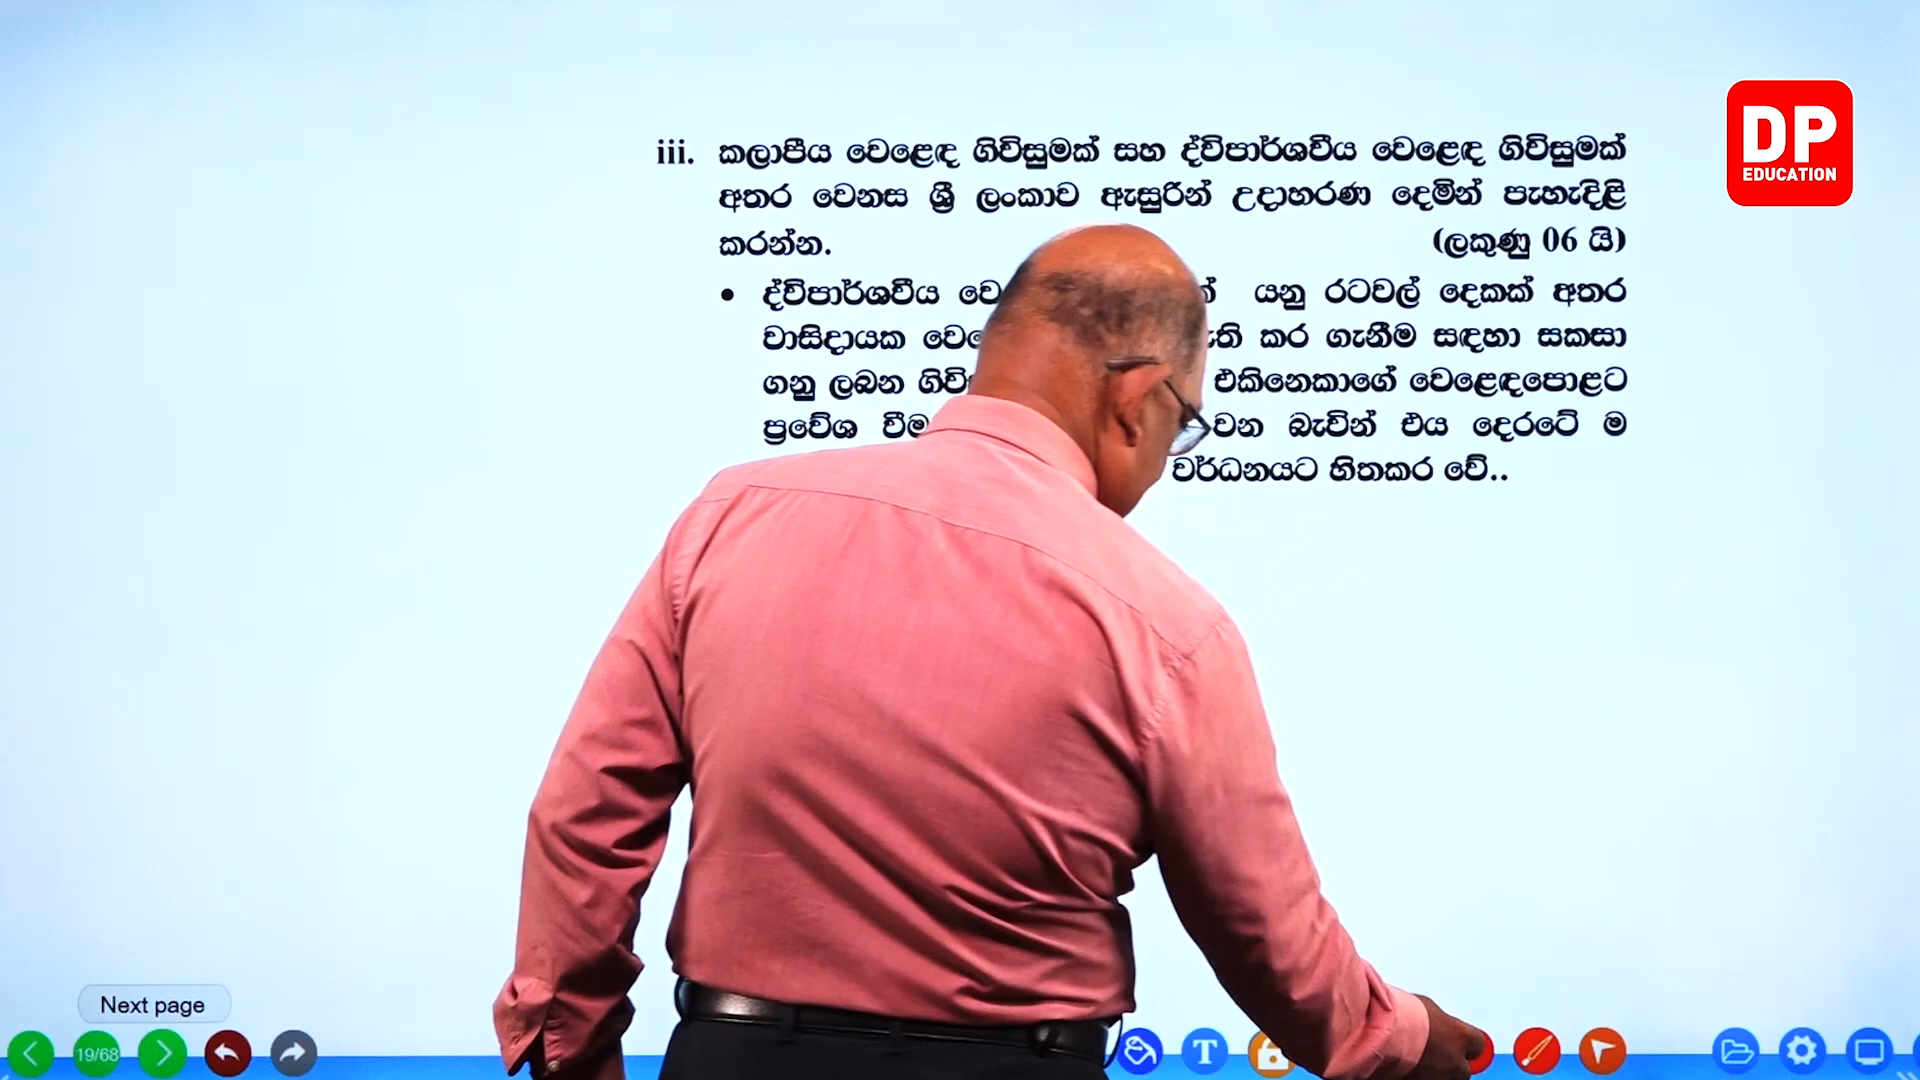 iii. කලාපීය වෙළෙඳ ගිවිසුමක් සහ ද්විපාර්ශවීය වෙළෙඳ ගිවිසුමක්
අතර වෙනස ශ්‍රී ලංකාව ඇසුරින් උදාහරණ දෙමින් පැහැදිළි
කරන්න. (ලකුණු 06 යි)
• ද්විපාර්ශවීය යනු රටවල් දෙකක් අතර
වාසිදායක කර ගැනීම සඳහා සකසා
ගනු ලබන එකිනෙකාගේ වෙළෙඳපොළට
ප්‍රවේශ වන බැවින් එය දෙරටේ ම
වර්ධනයට හිතකර වේ..
DP
EDUCATION
Next page
19/68
T